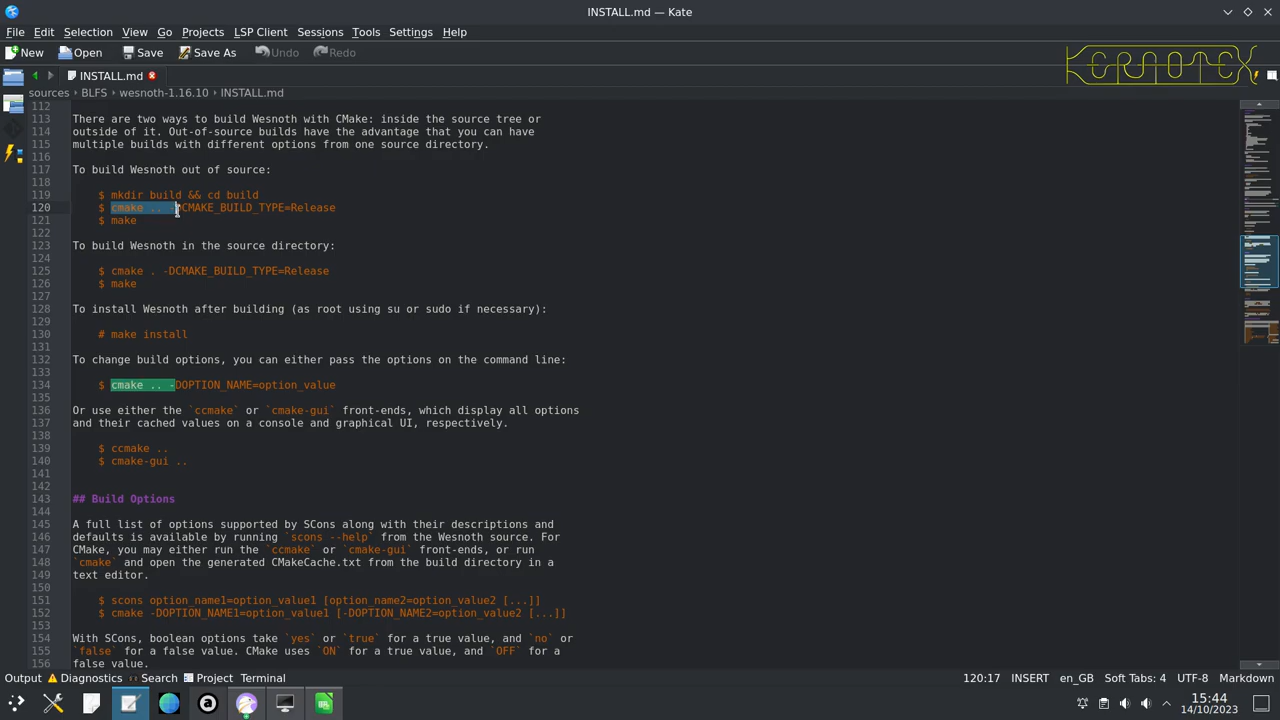 INSTALL.md — Kate
File Edit Selection View Go Projects LSP Client Sessions Tools Settings Help
New Open Save Save As Undo Redo
KERNOTEX
INSTALL.md
sources BLFS wesnoth-1.16.10 INSTALL.md
112
113 There are two ways to build Wesnoth with CMake: inside the source tree or
114 outside of it. Out-of-source builds have the advantage that you can have
115 multiple builds with different options from one source directory.
116
117 To build Wesnoth out of source:
118
119 $ mkdir build && cd build
120 $ cmake .. -DCMAKE_BUILD_TYPE=Release
121 $ make
122
123 To build Wesnoth in the source directory:
124
125 $ cmake . -DCMAKE_BUILD_TYPE=Release
126 $ make
127
128 To install Wesnoth after building (as root using su or sudo if necessary):
129
130 # make install
131
132 To change build options, you can either pass the options on the command line:
133
134 $ cmake .. -DOPTION_NAME=option_value
135
136 Or use either the `ccmake` or `cmake-gui` front-ends, which display all options
137 and their cached values on a console and graphical UI, respectively.
138
139 $ ccmake ..
140 $ cmake-gui ..
141
142
143 ## Build Options
144
145 A full list of options supported by SCons along with their descriptions and
146 defaults is available by running `scons --help` from the Wesnoth source. For
147 CMake, you may either run the `ccmake` or `cmake-gui` front-ends, or run
148 `cmake` and open the generated CMakeCache.txt from the build directory in a
149 text editor.
150
151 $ scons option_name1=option_value1 [option_name2=option_value2 [...]]
152 $ cmake -DOPTION_NAME1=option_value1 [-DOPTION_NAME2=option_value2 [...]]
153
154 With SCons, boolean options take `yes` or `true` for a true value, and `no` or
155 `false` for a false value. CMake uses `ON` for a true value, and `OFF` for a
156 false value.
Output Diagnostics Search Project Terminal 120:17 INSERT en_GB Soft Tabs: 4 UTF-8 Markdown
15:44
14/10/2023